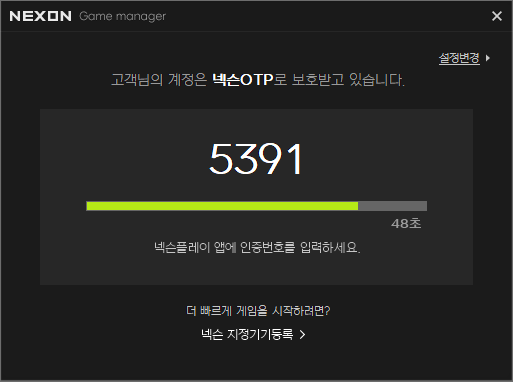 NEXON Game manager
설정변경
고객님의 계정은 넥슨OTP로 보호받고 있습니다.
5391
48초
넥슨플레이 앱에 인증번호를 입력하세요.
더 빠르게 게임을 시작하려면?
넥슨 지정기기등록 >